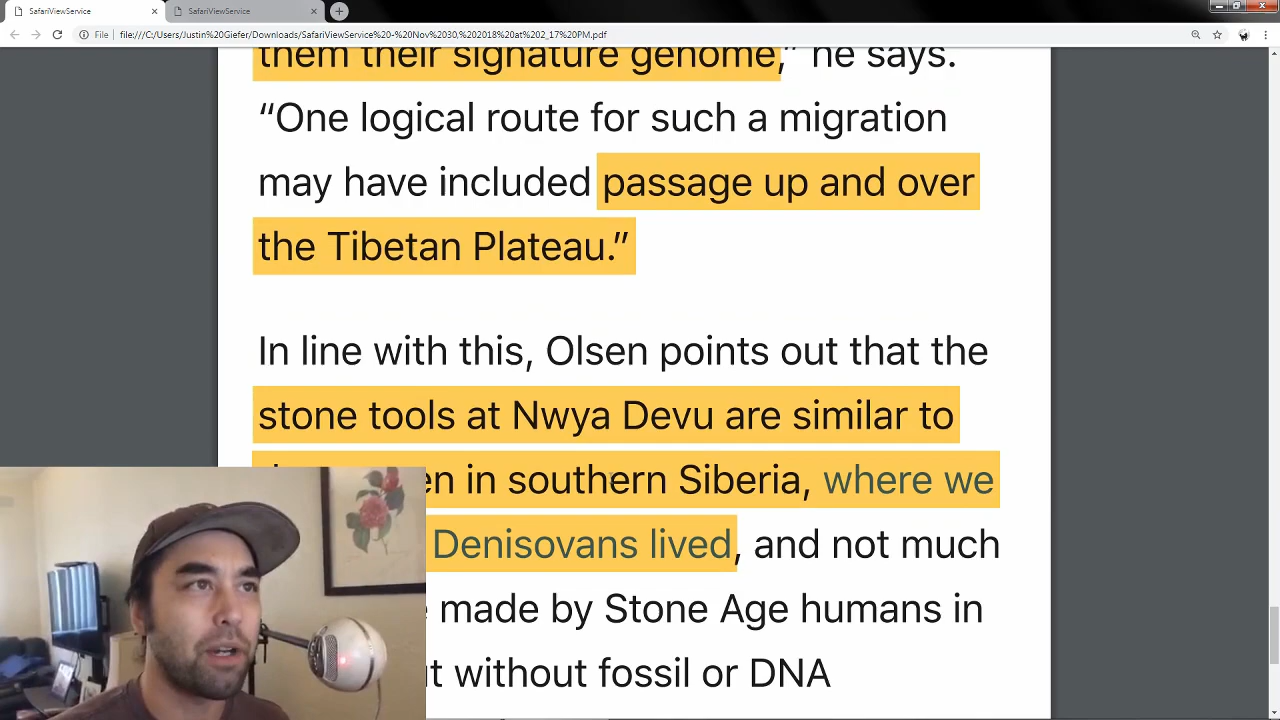 SafariViewService
SafariViewService
File | file:///C:/Users/Justin%20Giefer/Downloads/SafariViewService%20-%20Nov%2030,%202018%20at%202_17%20PM.pdf
them their signature genome,” he says.
“One logical route for such a migration
may have included passage up and over
the Tibetan Plateau.”
In line with this, Olsen points out that the
stone tools at Nwya Devu are similar to
in southern Siberia, where we
Denisovans lived, and not much
made by Stone Age humans in
without fossil or DNA